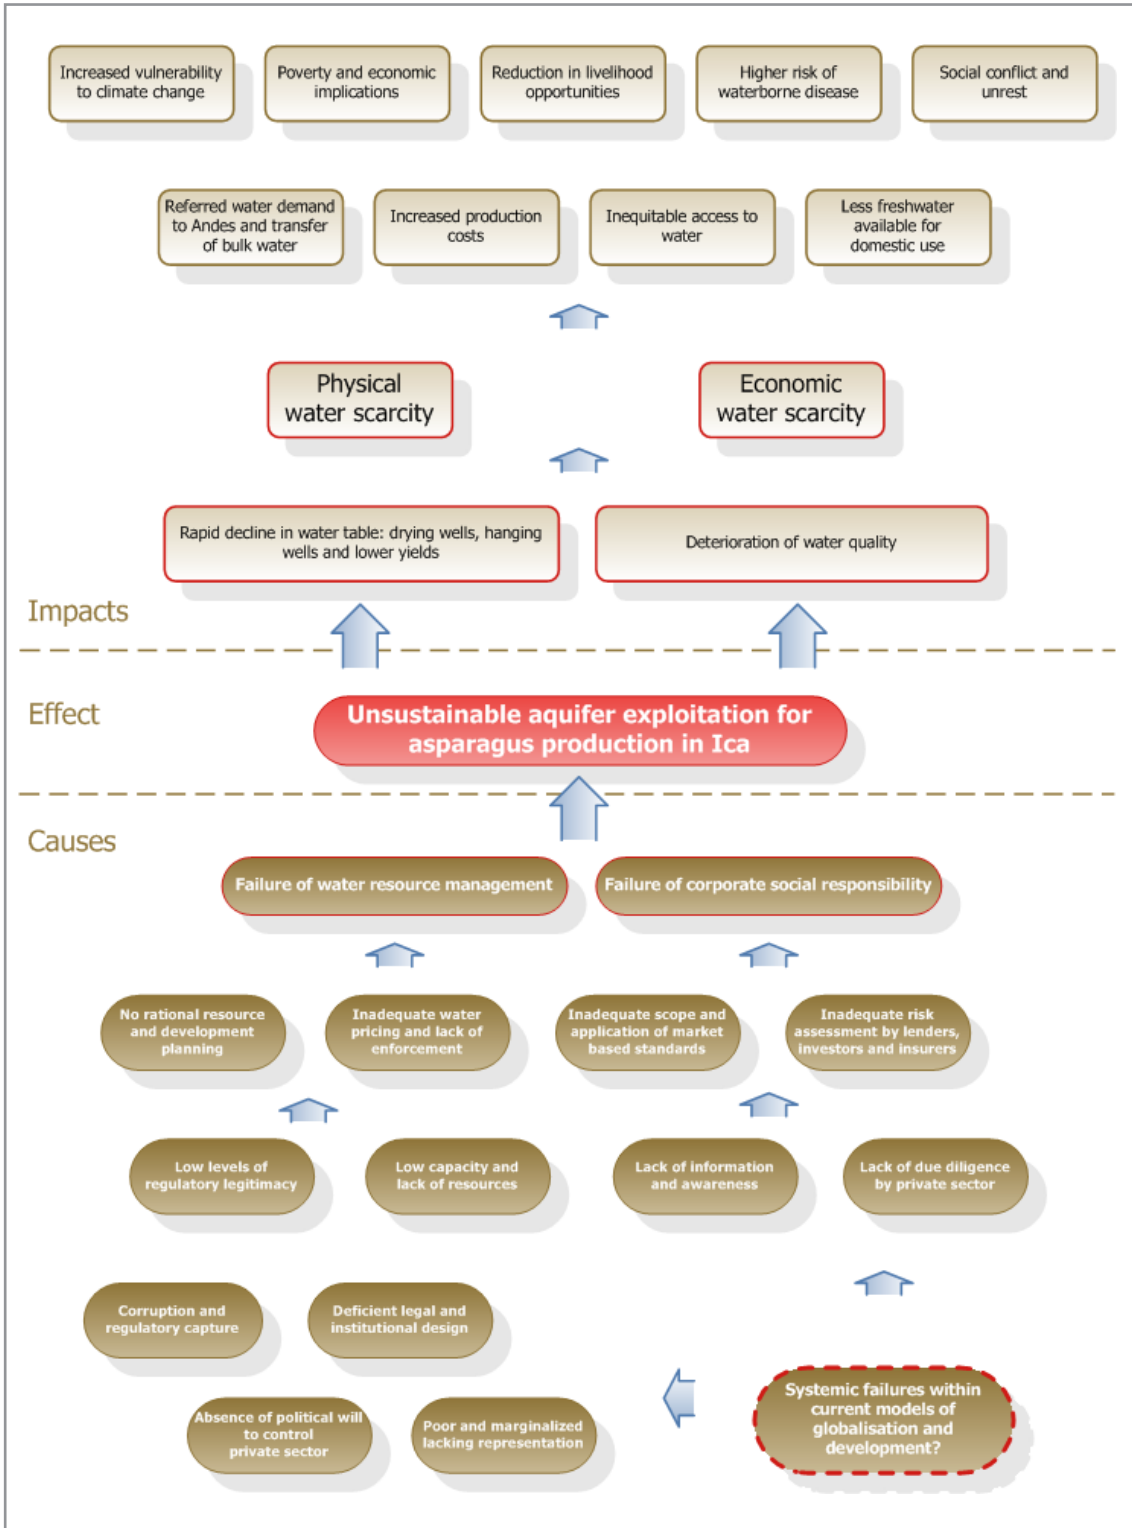 Increased vulnerability
to climate change
Poverty and economic
implications
Reduction in livelihood
opportunities
Higher risk of
waterborne disease
Social conflict and
unrest
Referred water demand
to Andes and transfer
of bulk water
Increased production
costs
Inequitable access to
water
Less freshwater
available for
domestic use
Physical
water scarcity
Economic
water scarcity
Rapid decline in water table: drying wells, hanging
wells and lower yields
Deterioration of water quality
Impacts
Effect
Unsustainable aquifer exploitation for
asparagus production in Ica
Causes
Failure of water resource management
Failure of corporate social responsibility
No rational resource
and development
planning
Inadequate water
pricing and lack of
enforcement
Inadequate scope and
application of market
based standards
Inadequate risk
assessment by lenders,
investors and insurers
Low levels of
regulatory legitimacy
Low capacity and
lack of resources
Lack of information
and awareness
Lack of due diligence
by private sector
Corruption and
regulatory capture
Deficient legal and
institutional design
Absence of political will
to control
private sector
Poor and marginalized
lacking representation
Systemic failures within
current models of
globalisation and
development?